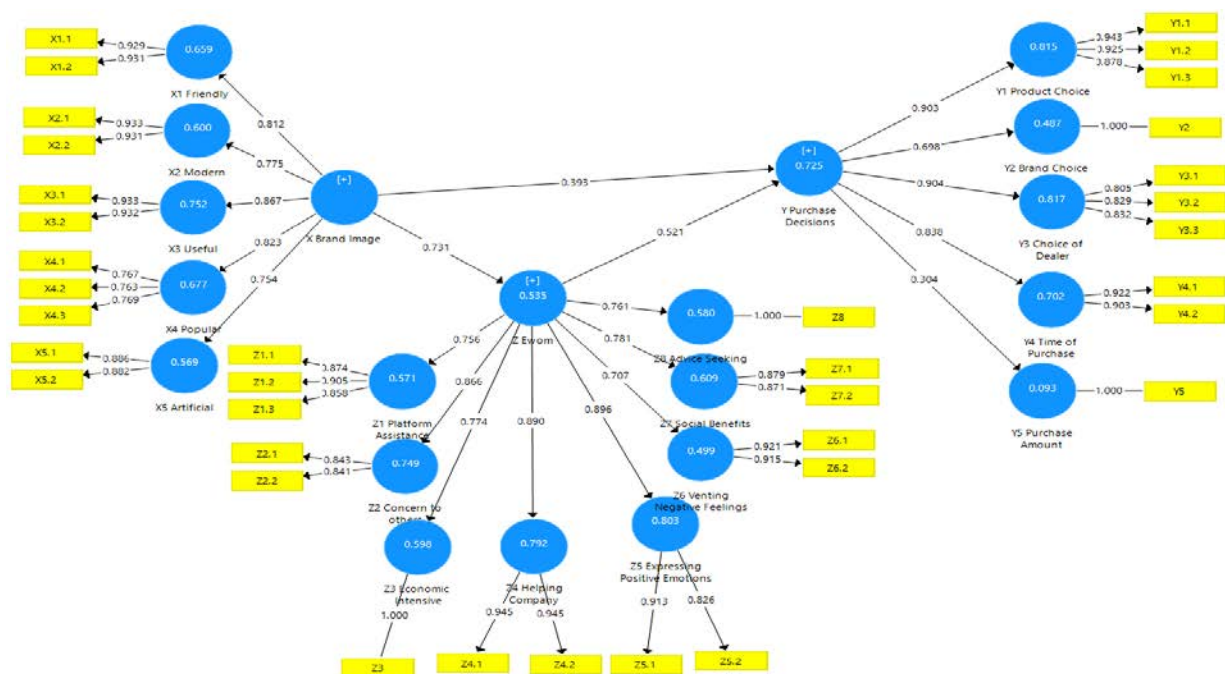 X1.1
0.929
X1.2
0.931
0.659
X1 Friendly
X2.1
0.933
X2.2
0.931
0.600
X2 Modern
X3.1
0.933
X3.2
0.932
0.752
X3 Useful
X4.1
0.767
X4.2
0.763
X4.3
0.769
0.677
X4 Popular
X5.1
0.886
X5.2
0.882
0.569
X5 Artificial
0.812
0.775
0.867
0.823
0.754
[+]
X Brand Image
0.393
0.731
[+]
0.535
Z Ewom
0.521
[+]
0.725
Y Purchase
Decisions
0.903
0.698
0.904
0.838
0.304
0.815
Y1 Product Choice
0.943
Y1.1
0.925
Y1.2
0.878
Y1.3
0.487
Y2 Brand Choice
1.000
Y2
0.817
Y3 Choice of
Dealer
0.805
Y3.1
0.829
Y3.2
0.832
Y3.3
0.702
Y4 Time of
Purchase
0.922
Y4.1
0.903
Y4.2
0.093
Y5 Purchase
Amount
1.000
Y5
0.756
0.866
0.774
0.890
0.896
0.707
0.781
0.761
0.580
Z8 Advice Seeking
1.000
Z8
0.609
Z7 Social Benefits
0.879
Z7.1
0.871
Z7.2
0.499
Z6 Venting
Negative Feelings
0.921
Z6.1
0.915
Z6.2
Z1.1
0.874
Z1.2
0.905
Z1.3
0.858
0.571
Z1 Platform
Assistance
Z2.1
0.843
Z2.2
0.841
0.749
Z2 Concern to
others
0.598
Z3 Economic
Intensive
1.000
Z3
0.792
Z4 Helping
Company
0.945
0.945
Z4.1
Z4.2
0.803
Z5 Expressing
Positive Emotions
0.913
0.826
Z5.1
Z5.2